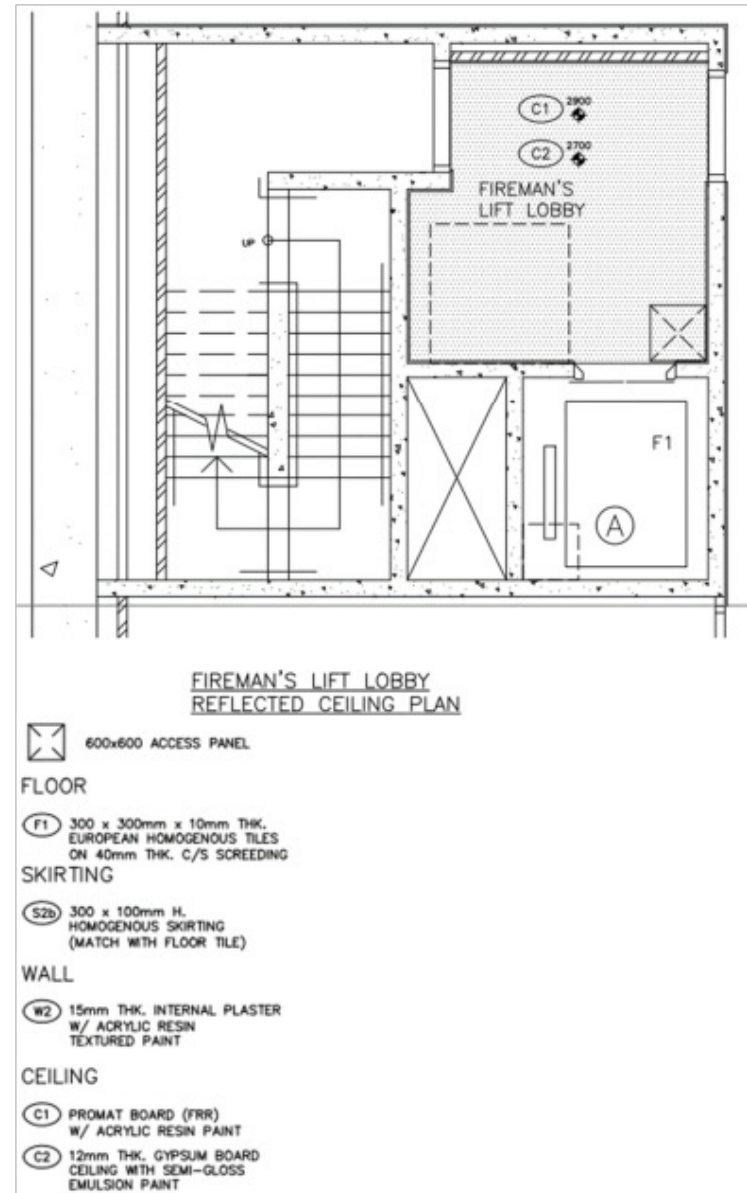 C1 2900
C2 2700
FIREMAN'S
LIFT LOBBY
UP
F1
A
FIREMAN'S LIFT LOBBY
REFLECTED CEILING PLAN
600x600 ACCESS PANEL
FLOOR
F1 300 x 300mm x 10mm THK.
EUROPEAN HOMOGENOUS TILES
ON 40mm THK. C/S SCREEDING
SKIRTING
S2b 300 x 100mm H.
HOMOGENOUS SKIRTING
(MATCH WITH FLOOR TILE)
WALL
W2 15mm THK. INTERNAL PLASTER
W/ ACRYLIC RESIN
TEXTURED PAINT
CEILING
C1 PROMAT BOARD (FRR)
W/ ACRYLIC RESIN PAINT
C2 12mm THK. GYPSUM BOARD
CEILING WITH SEMI-GLOSS
EMULSION PAINT